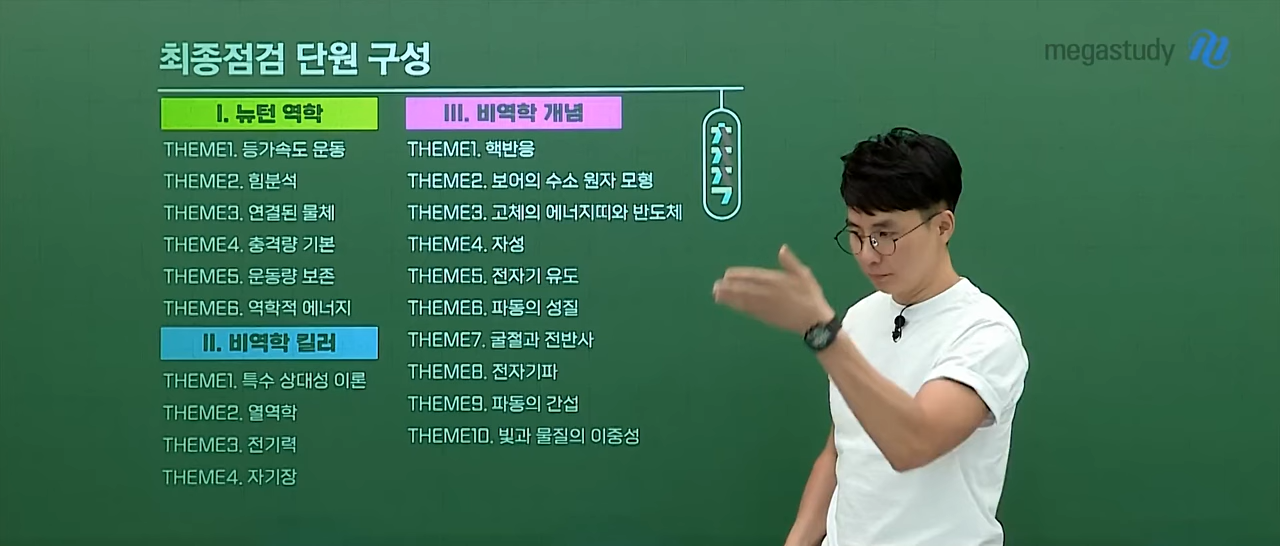 최종점검 단원 구성
megastudy
I. 뉴턴 역학
THEME1. 등가속도 운동
THEME2. 힘분석
THEME3. 연결된 물체
THEME4. 충격량 기본
THEME5. 운동량 보존
THEME6. 역학적 에너지
II. 비역학 킬러
THEME1. 특수 상대성 이론
THEME2. 열역학
THEME3. 전기력
THEME4. 자기장
III. 비역학 개념
THEME1. 핵반응
THEME2. 보어의 수소 원자 모형
THEME3. 고체의 에너지띠와 반도체
THEME4. 자성
THEME5. 전자기 유도
THEME6. 파동의 성질
THEME7. 굴절과 전반사
THEME8. 전자기파
THEME9. 파동의 간섭
THEME10. 빛과 물질의 이중성